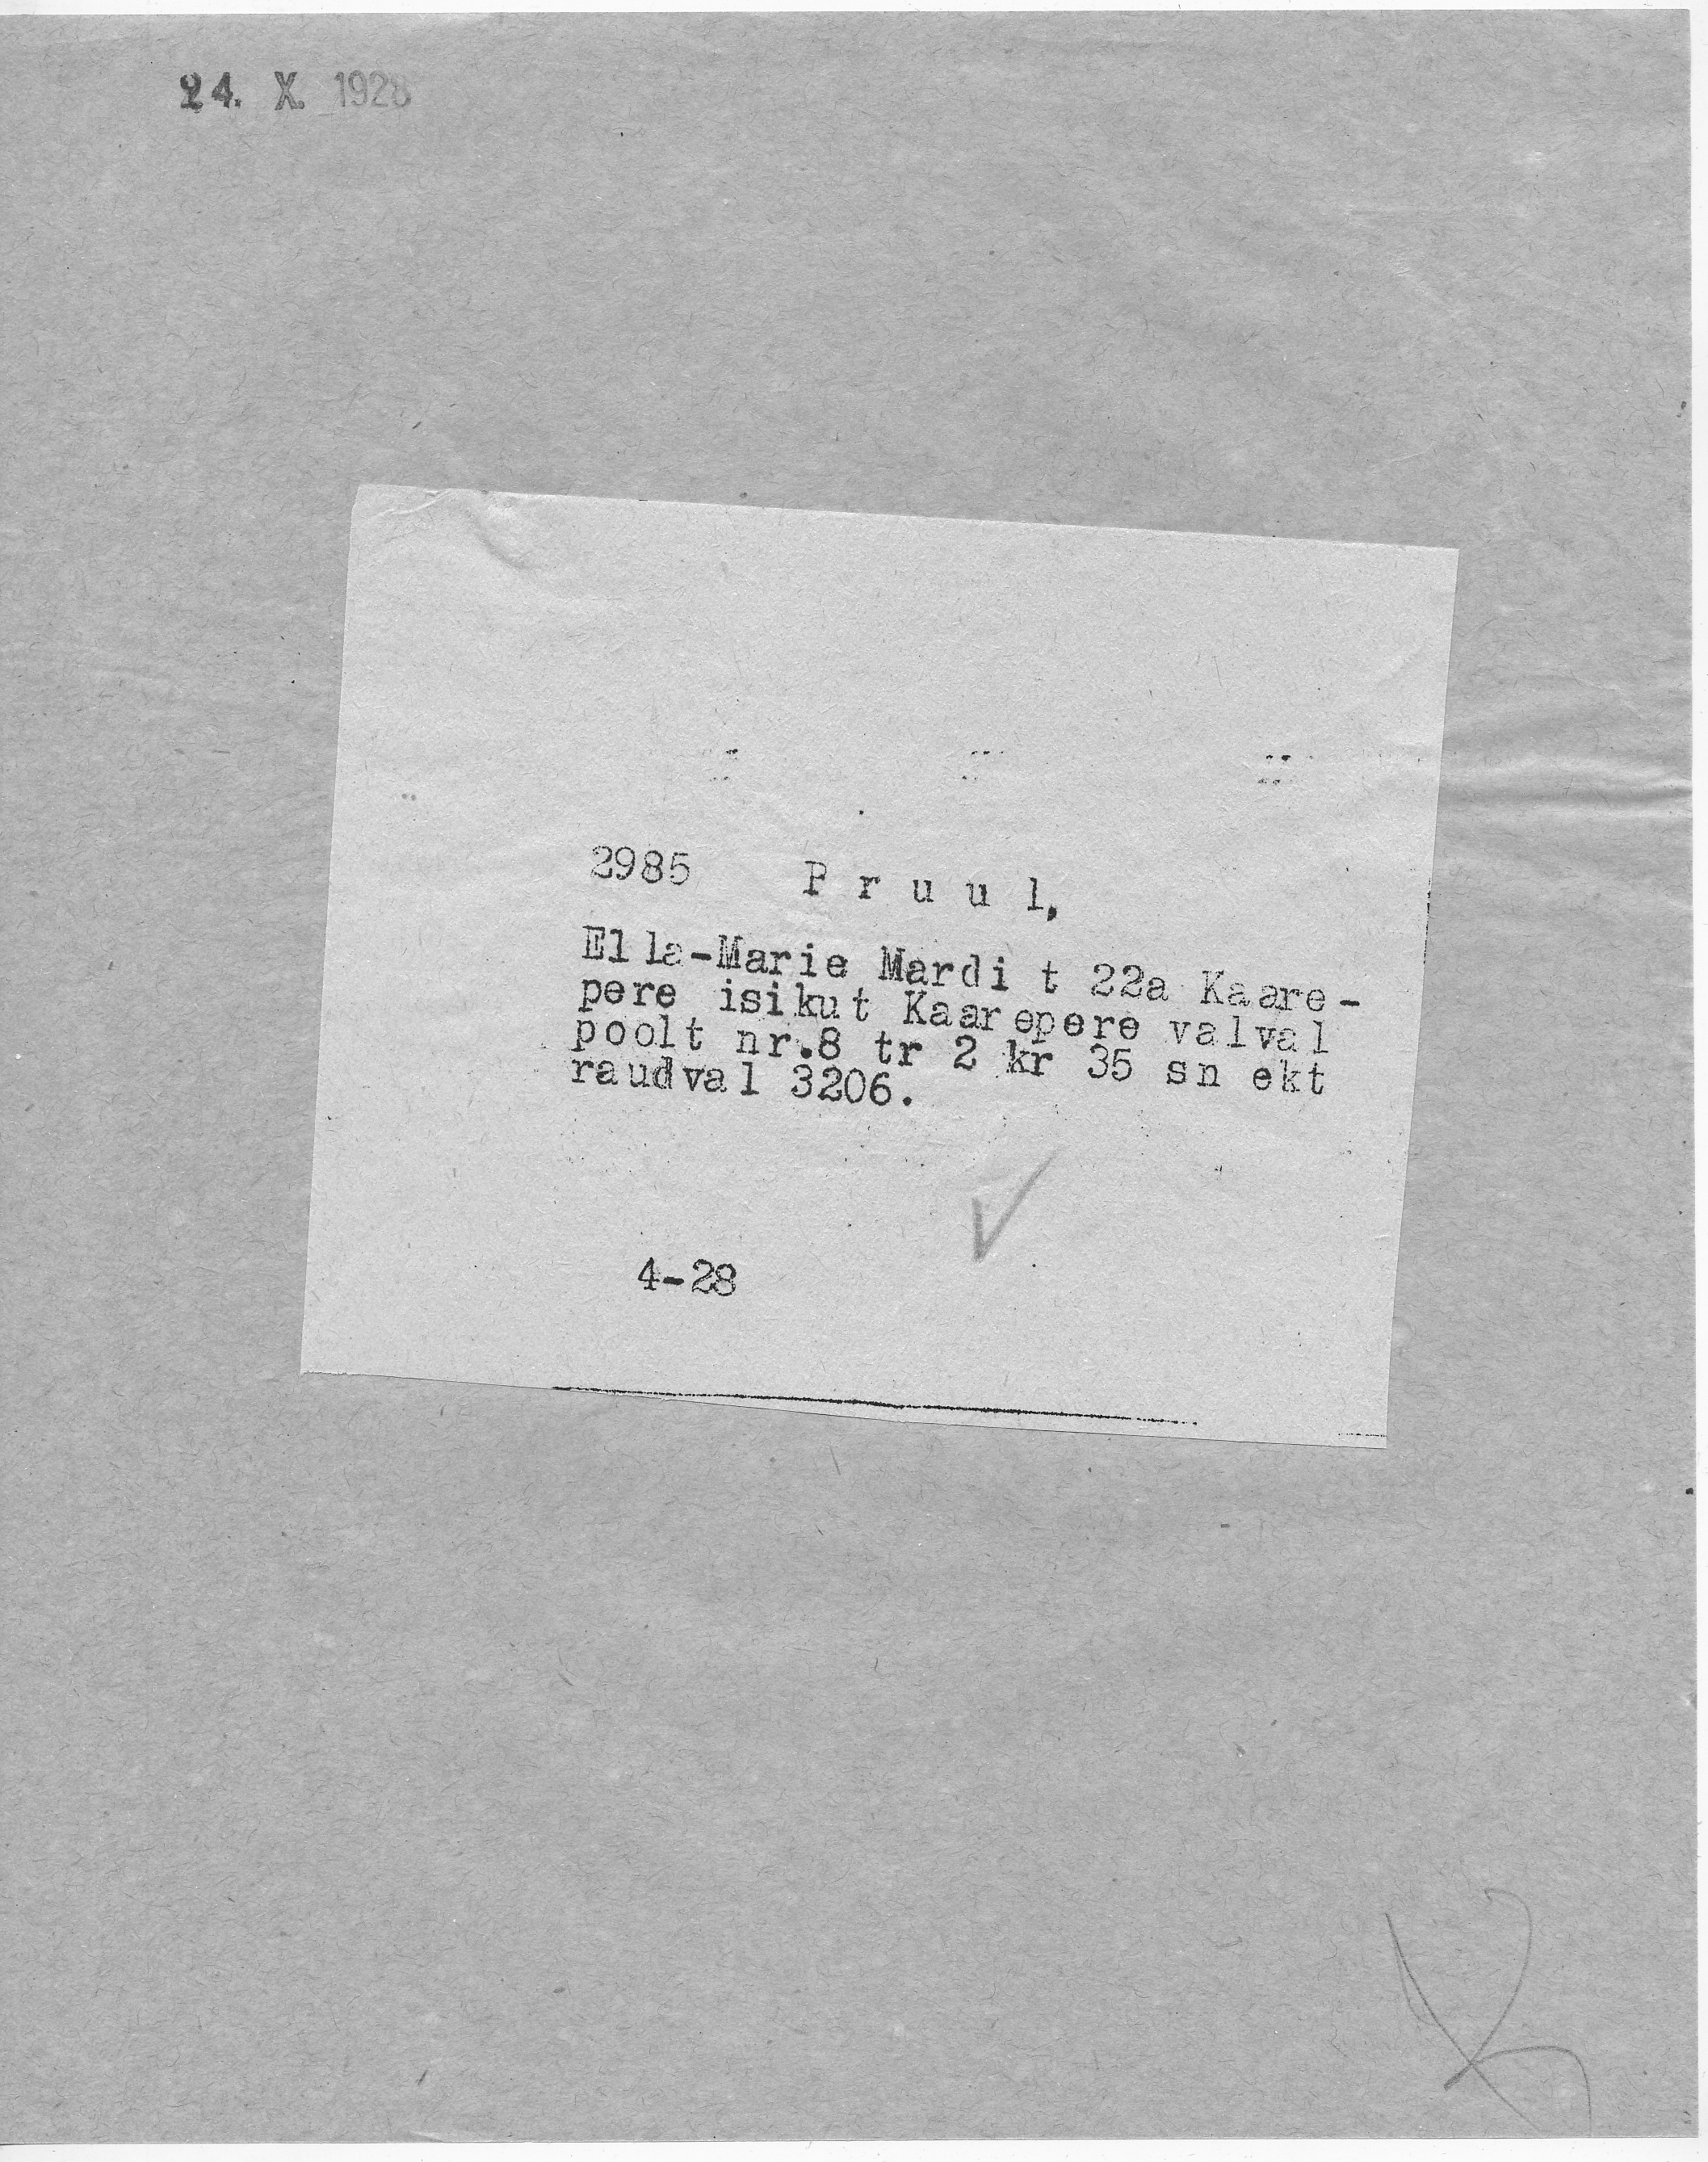 24. X. 1928
2985 Pruul,
Ella-Marie Mardi t 22a Kaare-
pere isikut Kaarepere valval
poolt nr.8 tr 2 kr 35 sn ekt
raudval 3206.
4-28